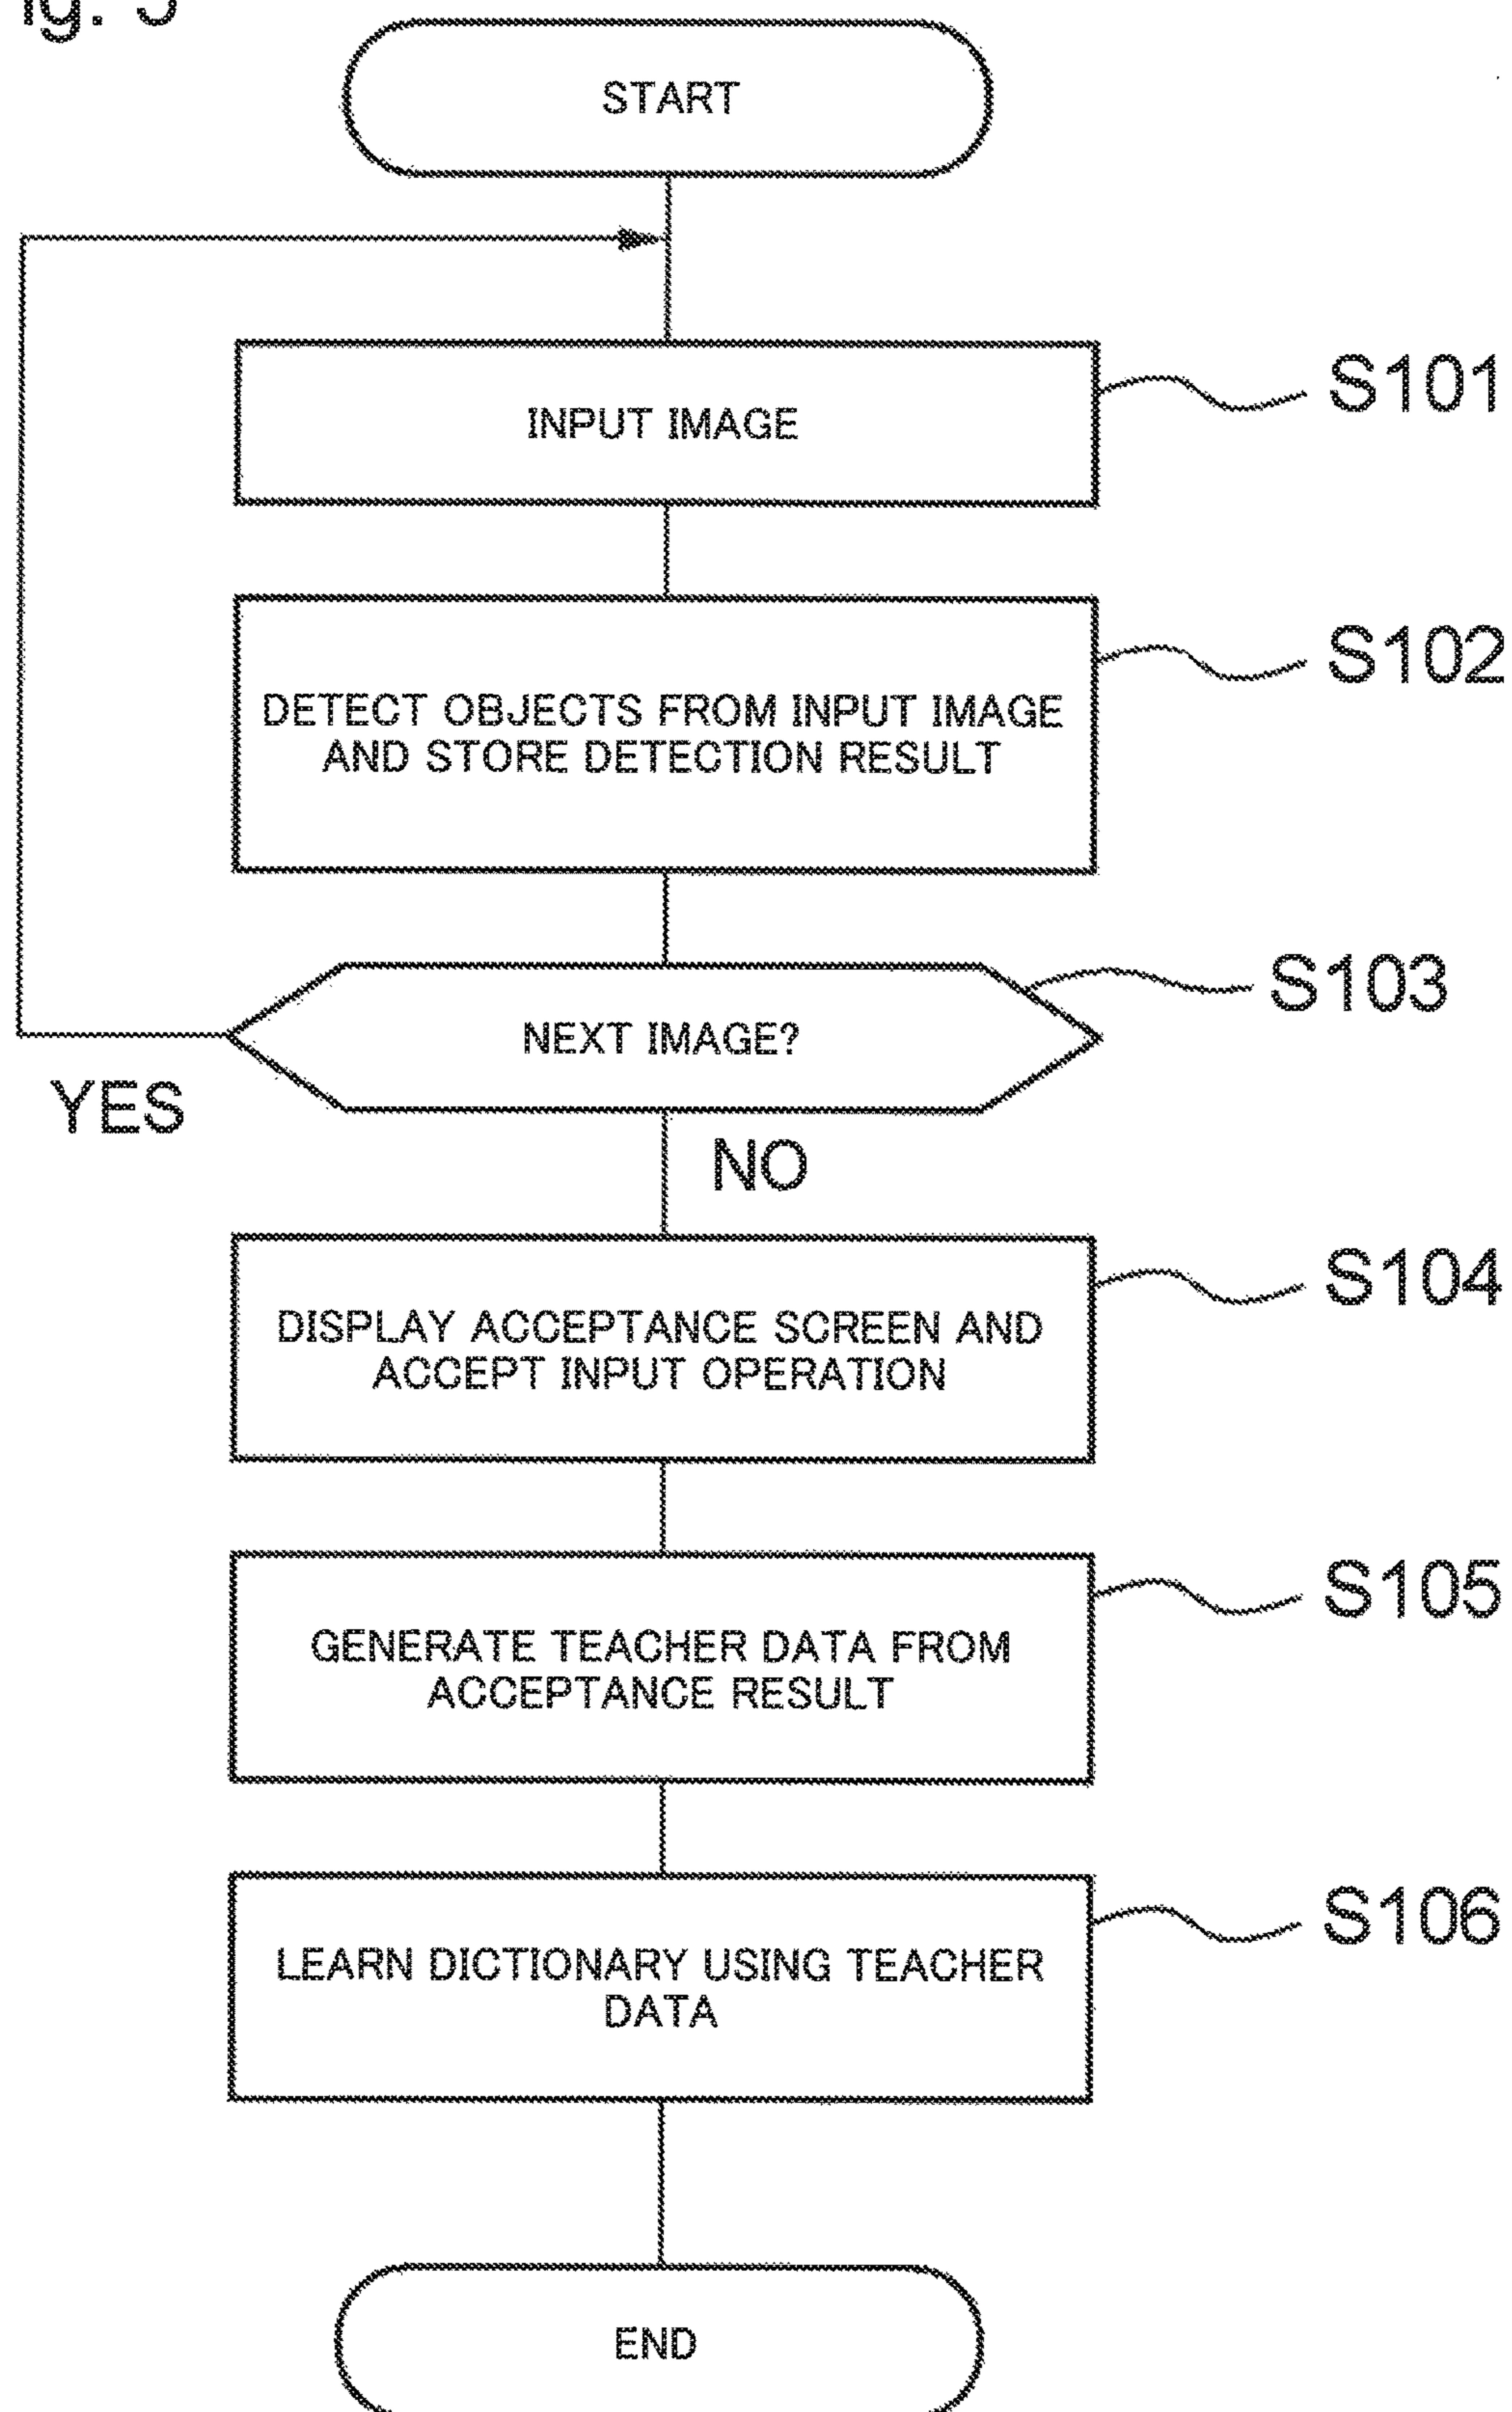 START
INPUT IMAGE
S101
DETECT OBJECTS FROM INPUT IMAGE
AND STORE DETECTION RESULT
S102
NEXT IMAGE?
S103
YES
NO
DISPLAY ACCEPTANCE SCREEN AND
ACCEPT INPUT OPERATION
S104
GENERATE TEACHER DATA FROM
ACCEPTANCE RESULT
S105
LEARN DICTIONARY USING TEACHER
DATA
S106
END